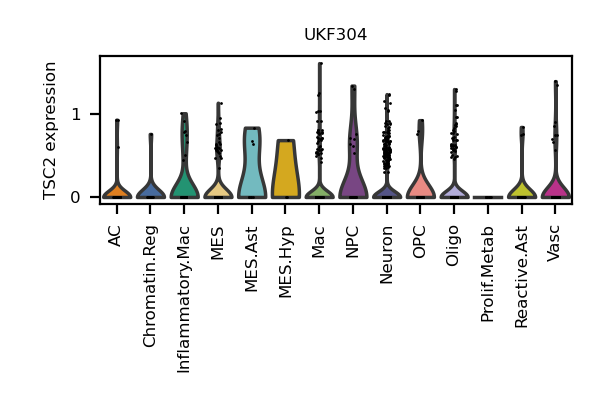 UKF304
TSC2 expression
1
0
AC
Chromatin.Reg
Inflammatory.Mac
MES
MES.Ast
MES.Hyp
Mac
NPC
Neuron
OPC
Oligo
Prolif.Metab
Reactive.Ast
Vasc